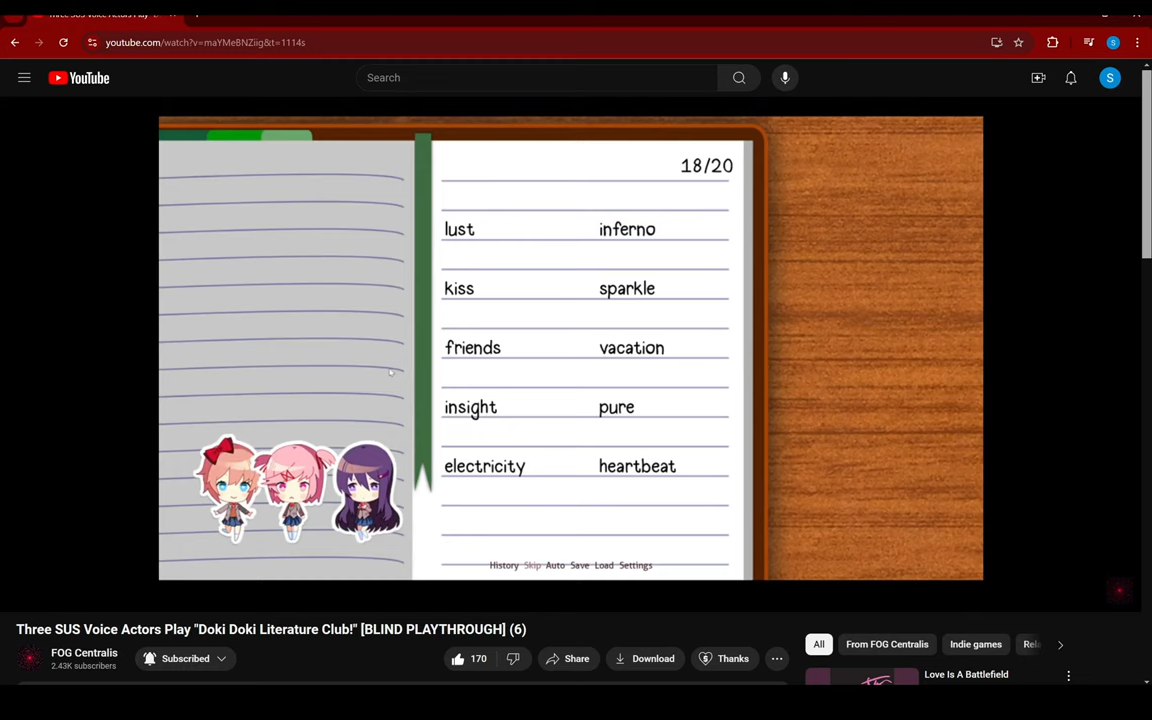 youtube.com/watch?v=maYMeBNZiig&t=1114s
S
YouTube
Search
S
18/20
lust inferno
kiss sparkle
friends vacation
insight pure
electricity heartbeat
History Skip Auto Save Load Settings
Three SUS Voice Actors Play "Doki Doki Literature Club!" [BLIND PLAYTHROUGH] (6)
FOG Centralis
2.43K subscribers
Subscribed
170
Share
Download
Thanks
All
From FOG Centralis
Indie games
Love Is A Battlefield